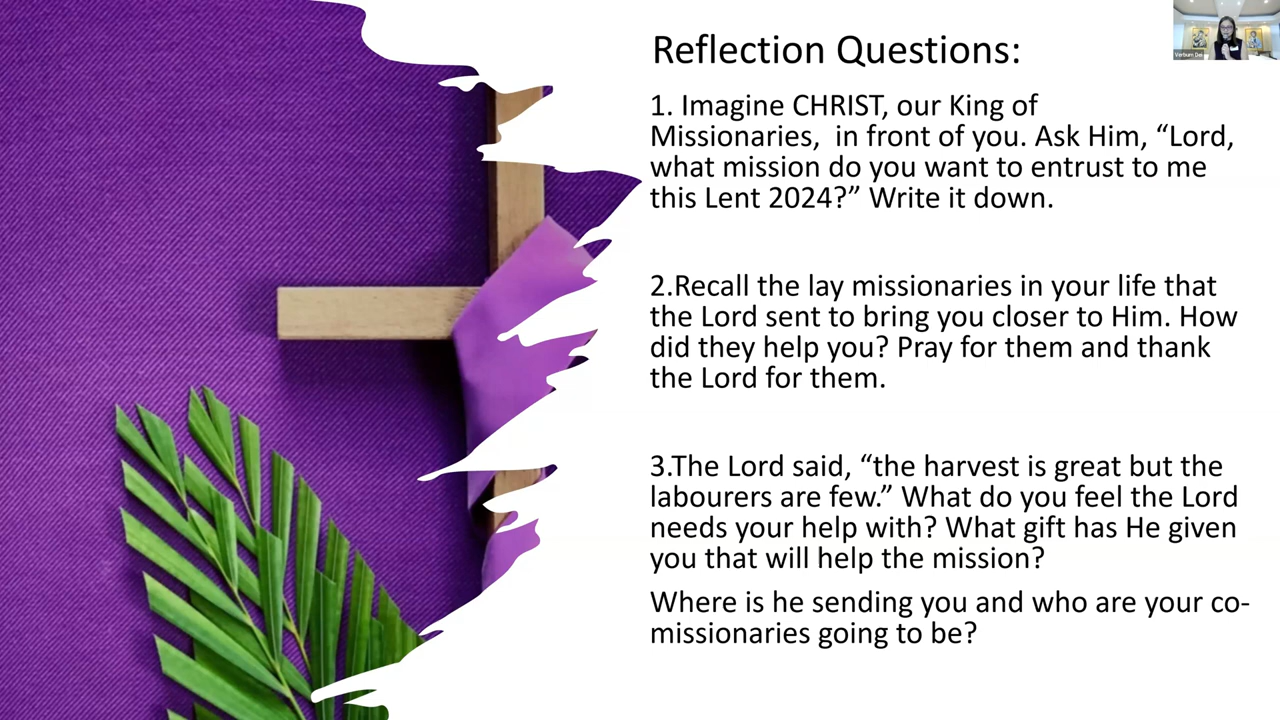 Reflection Questions:
1. Imagine CHRIST, our King of
Missionaries,  in front of you. Ask Him, “Lord,
what mission do you want to entrust to me
this Lent 2024?” Write it down.
2.Recall the lay missionaries in your life that
the Lord sent to bring you closer to Him. How
did they help you? Pray for them and thank
the Lord for them.
3.The Lord said, “the harvest is great but the
labourers are few.” What do you feel the Lord
needs your help with? What gift has He given
you that will help the mission?
Where is he sending you and who are your co-
missionaries going to be?
Verbum Dei